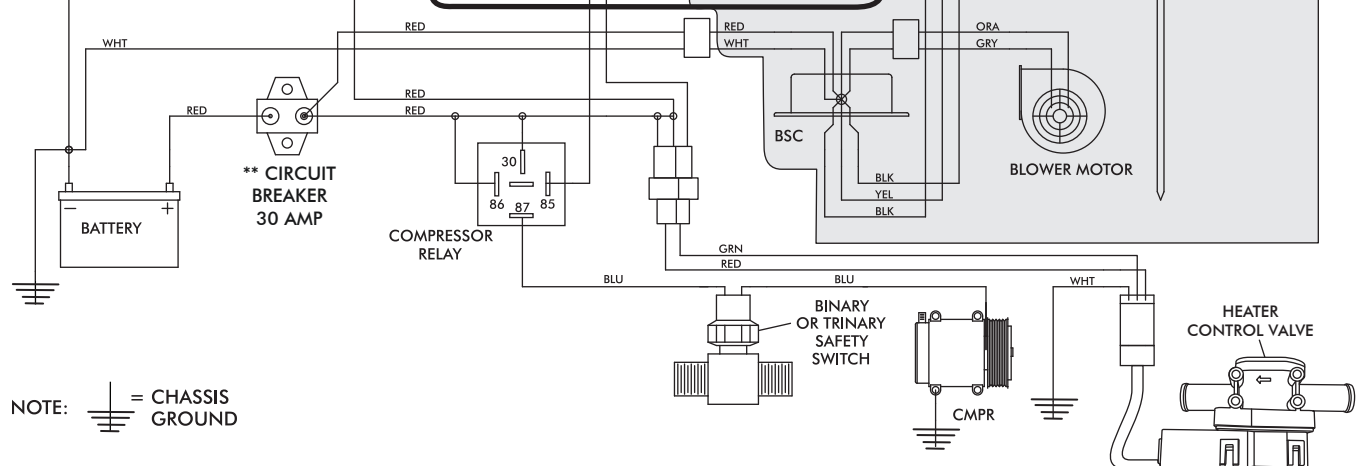 RED
RED
ORA
WHT
WHT
GRY
RED
RED
RED
BSC
BLOWER MOTOR
** CIRCUIT
BREAKER
30 AMP
30
86
87
85
BLK
YEL
BLK
− +
BATTERY
COMPRESSOR
RELAY
GRN
RED
BLU
BLU
WHT
BINARY
OR TRINARY
SAFETY
SWITCH
HEATER
CONTROL VALVE
CMPR
NOTE:
= CHASSIS
GROUND